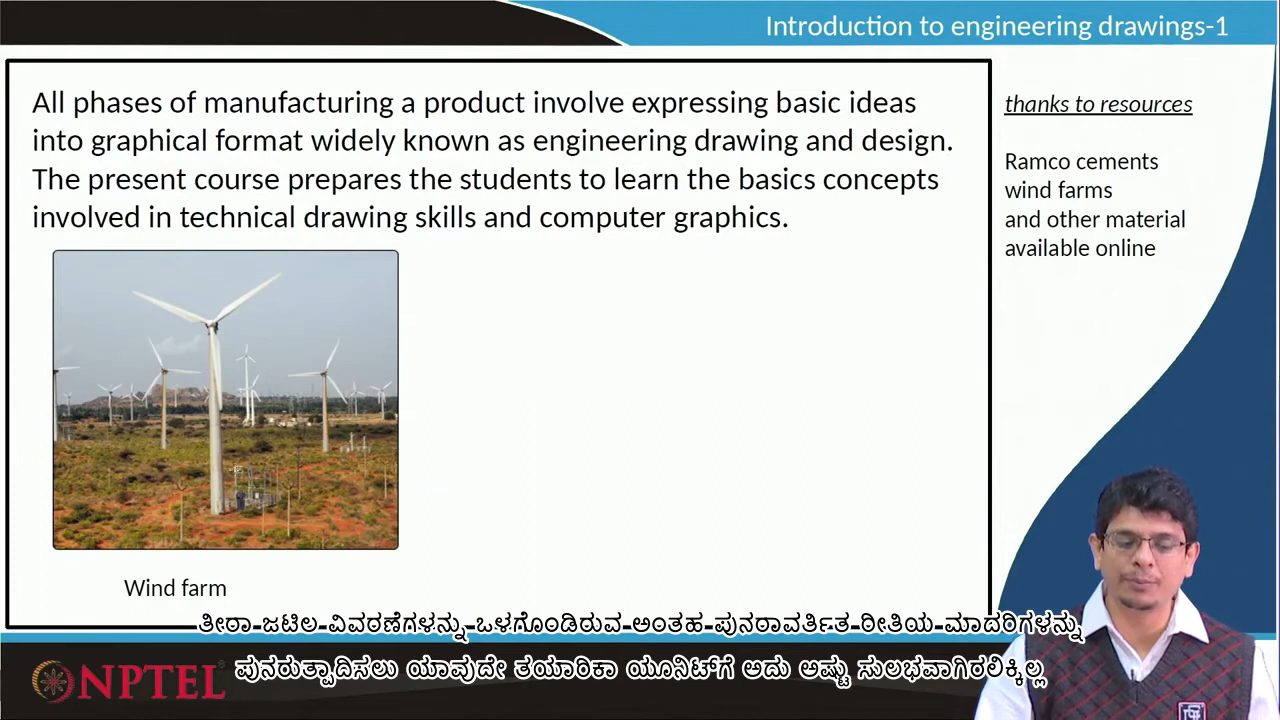 Introduction to engineering drawings-1
All phases of manufacturing a product involve expressing basic ideas
into graphical format widely known as engineering drawing and design.
The present course prepares the students to learn the basics concepts
involved in technical drawing skills and computer graphics.
thanks to resources
Ramco cements
wind farms
and other material
available online
Wind farm
ತೀರಾ ಜಟಿಲ ವಿವರಣೆಗಳನ್ನು ಒಳಗೊಂಡಿರುವ ಅಂತಹ ಪುನರಾವರ್ತಿತ ರೀತಿಯ ಮಾದರಿಗಳನ್ನು
ಪುನರುತ್ಪಾದಿಸಲು ಯಾವುದೇ ತಯಾರಿಕಾ ಯೂನಿಟ್‌ಗೆ ಅದು ಅಷ್ಟು ಸುಲಭವಾಗಿರಲಿಕ್ಕಿಲ್ಲ
NPTEL